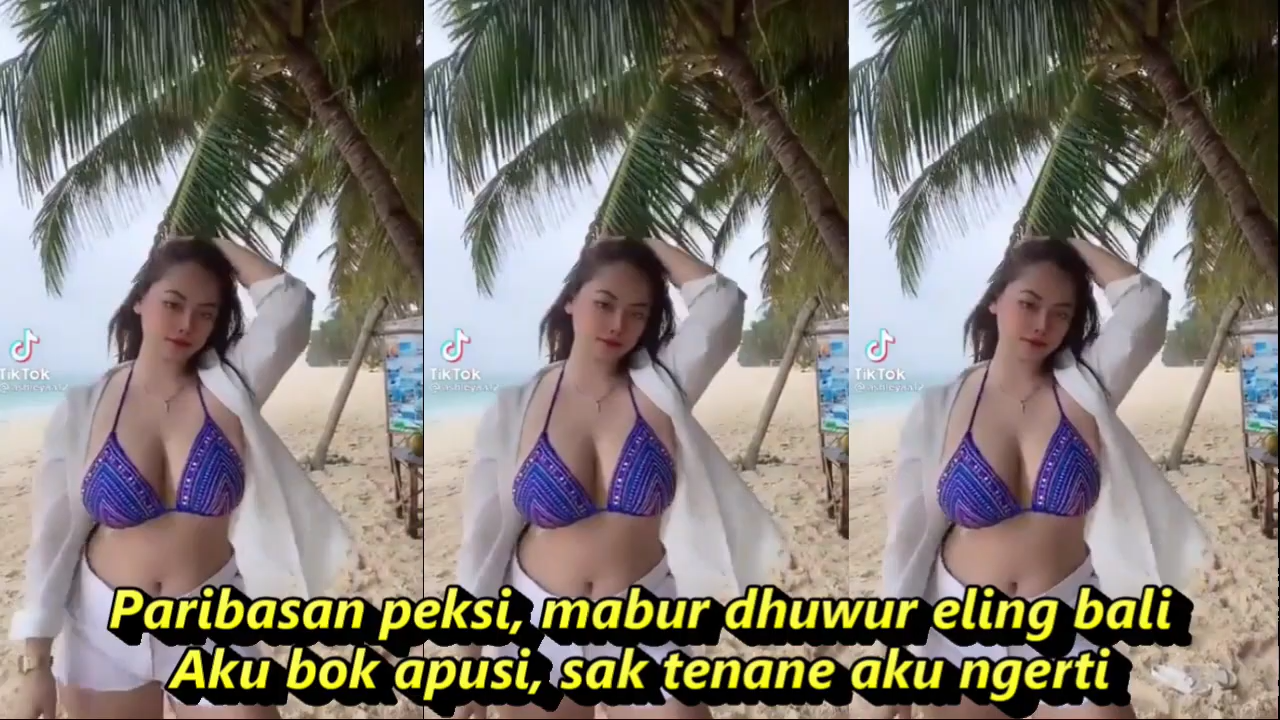 TikTok
TikTok
TikTok
Paribasan peksi, mabur dhuwur eling bali
Aku bok apusi, sak tenane aku ngerti